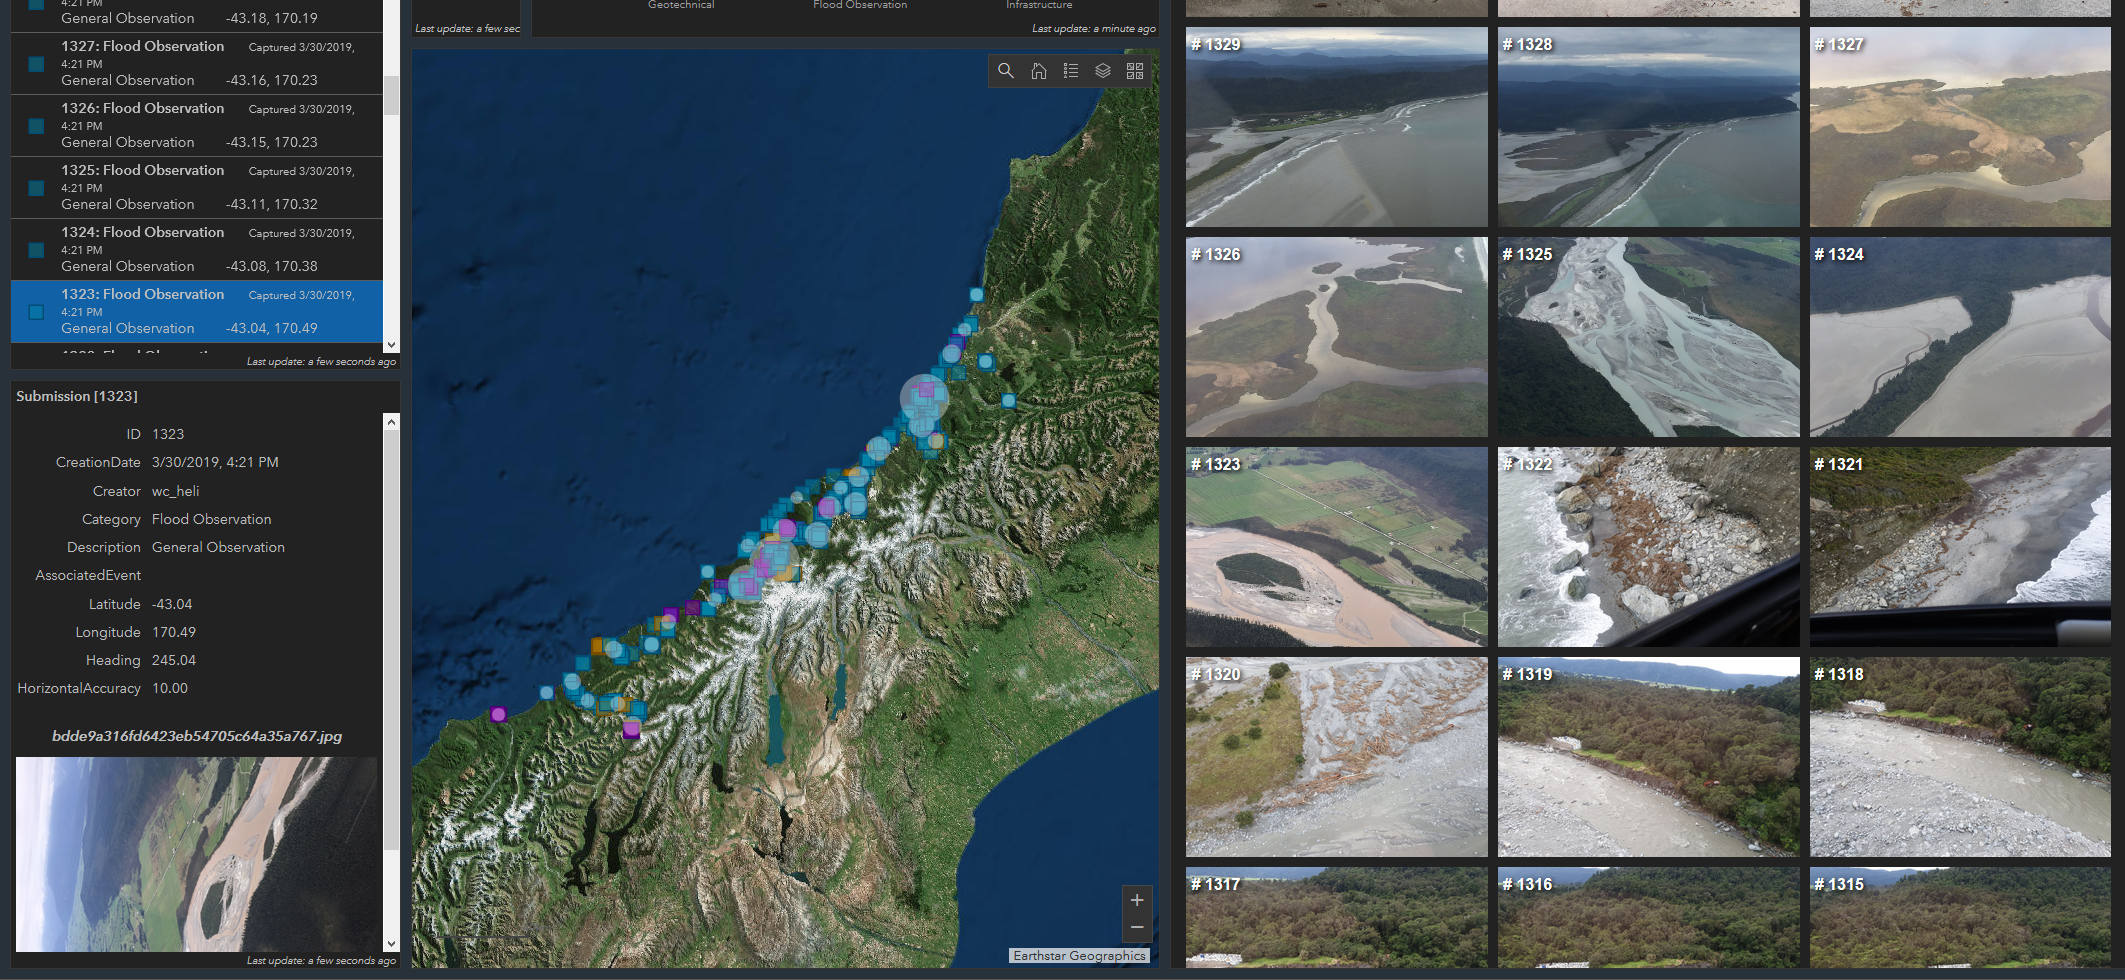 4:21 PM
General Observation -43.18, 170.19
1327: Flood Observation Captured 3/30/2019,
4:21 PM
General Observation -43.16, 170.23
1326: Flood Observation Captured 3/30/2019,
4:21 PM
General Observation -43.15, 170.23
1325: Flood Observation Captured 3/30/2019,
4:21 PM
General Observation -43.11, 170.32
1324: Flood Observation Captured 3/30/2019,
4:21 PM
General Observation -43.08, 170.38
1323: Flood Observation Captured 3/30/2019,
4:21 PM
General Observation -43.04, 170.49
Last update: a few seconds ago
Submission [1323]
ID 1323
CreationDate 3/30/2019, 4:21 PM
Creator wc_heli
Category Flood Observation
Description General Observation
AssociatedEvent
Latitude -43.04
Longitude 170.49
Heading 245.04
HorizontalAccuracy 10.00
bdde9a316fd6423eb54705c64a35a767.jpg
Last update: a few seconds ago
Last update: a few sec
Geotechnical Flood Observation Infrastructure
Last update: a minute ago
+
−
Earthstar Geographics
# 1329 # 1328 # 1327
# 1326 # 1325 # 1324
# 1323 # 1322 # 1321
# 1320 # 1319 # 1318
# 1317 # 1316 # 1315